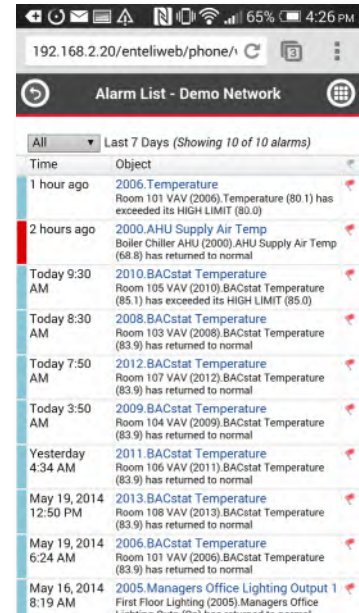 65% 4:26 PM
192.168.2.20/enteliweb/phone/ 3
Alarm List - Demo Network
All Last 7 Days (Showing 10 of 10 alarms)
Time Object
1 hour ago 2006.Temperature
Room 101 VAV (2006).Temperature (80.1) has
exceeded its HIGH LIMIT (80.0)
2 hours ago 2000.AHU Supply Air Temp
Boiler Chiller AHU (2000).AHU Supply Air Temp
(68.8) has returned to normal
Today 9:30 2010.BACstat Temperature
AM Room 105 VAV (2010).BACstat Temperature
(85.1) has exceeded its HIGH LIMIT (85.0)
Today 8:30 2008.BACstat Temperature
AM Room 103 VAV (2008).BACstat Temperature
(83.9) has returned to normal
Today 7:50 2012.BACstat Temperature
AM Room 107 VAV (2012).BACstat Temperature
(83.9) has returned to normal
Today 3:50 2009.BACstat Temperature
AM Room 104 VAV (2009).BACstat Temperature
(83.9) has returned to normal
Yesterday 2011.BACstat Temperature
4:34 AM Room 106 VAV (2011).BACstat Temperature
(83.9) has returned to normal
May 19, 2014 2013.BACstat Temperature
12:50 PM Room 108 VAV (2013).BACstat Temperature
(83.9) has returned to normal
May 19, 2014 2006.BACstat Temperature
6:24 AM Room 101 VAV (2006).BACstat Temperature
(83.9) has returned to normal
May 16, 2014 2005.Managers Office Lighting Output 1
8:19 AM First Floor Lighting (2005).Managers Office